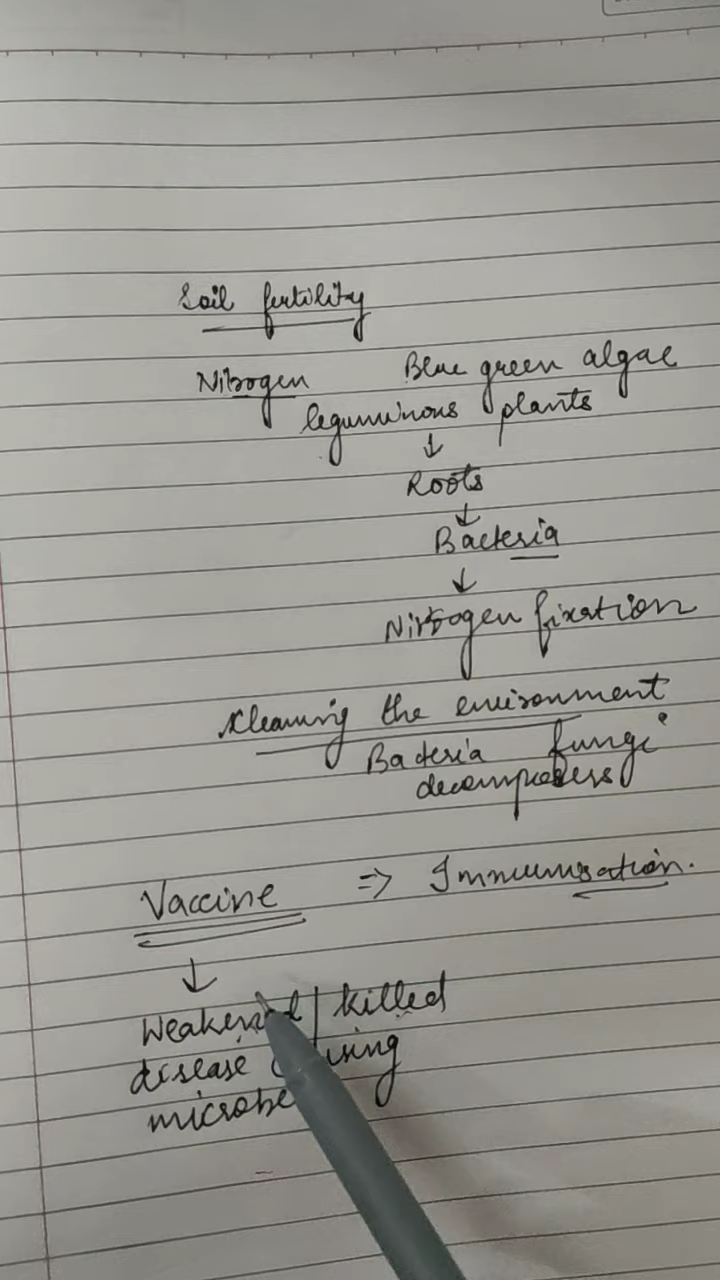 Soil fertility
Nitrogen Blue green algae
leguminous plants
↓
Roots
↓
Bacteria
↓
Nitrogen fixation
Cleaning the environment
Bacteria fungi
decomposers
Vaccine ⇒ Immunisation.
↓
Weakened / killed
disease